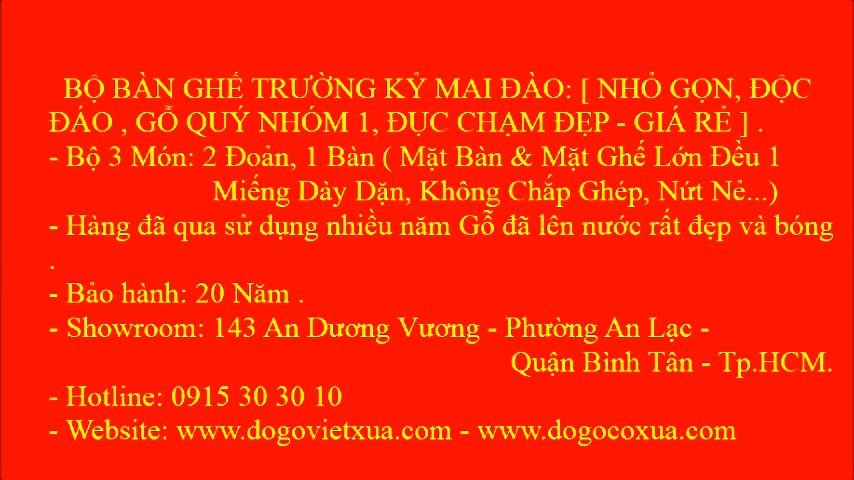 BỘ BÀN GHẾ TRƯỜNG KỶ MAI ĐÀO: [ NHỎ GỌN, ĐỘC
ĐÁO , GỖ QUÝ NHÓM 1, ĐỤC CHẠM ĐẸP - GIÁ RẺ ] .
- Bộ 3 Món: 2 Đoản, 1 Bàn ( Mặt Bàn & Mặt Ghế Lớn Đều 1
Miếng Dày Dặn, Không Chắp Ghép, Nứt Nẻ...)
- Hàng đã qua sử dụng nhiều năm Gỗ đã lên nước rất đẹp và bóng
.
- Bảo hành: 20 Năm .
- Showroom: 143 An Dương Vương - Phường An Lạc -
Quận Bình Tân - Tp.HCM.
- Hotline: 0915 30 30 10
- Website: www.dogovietxua.com - www.dogocoxua.com